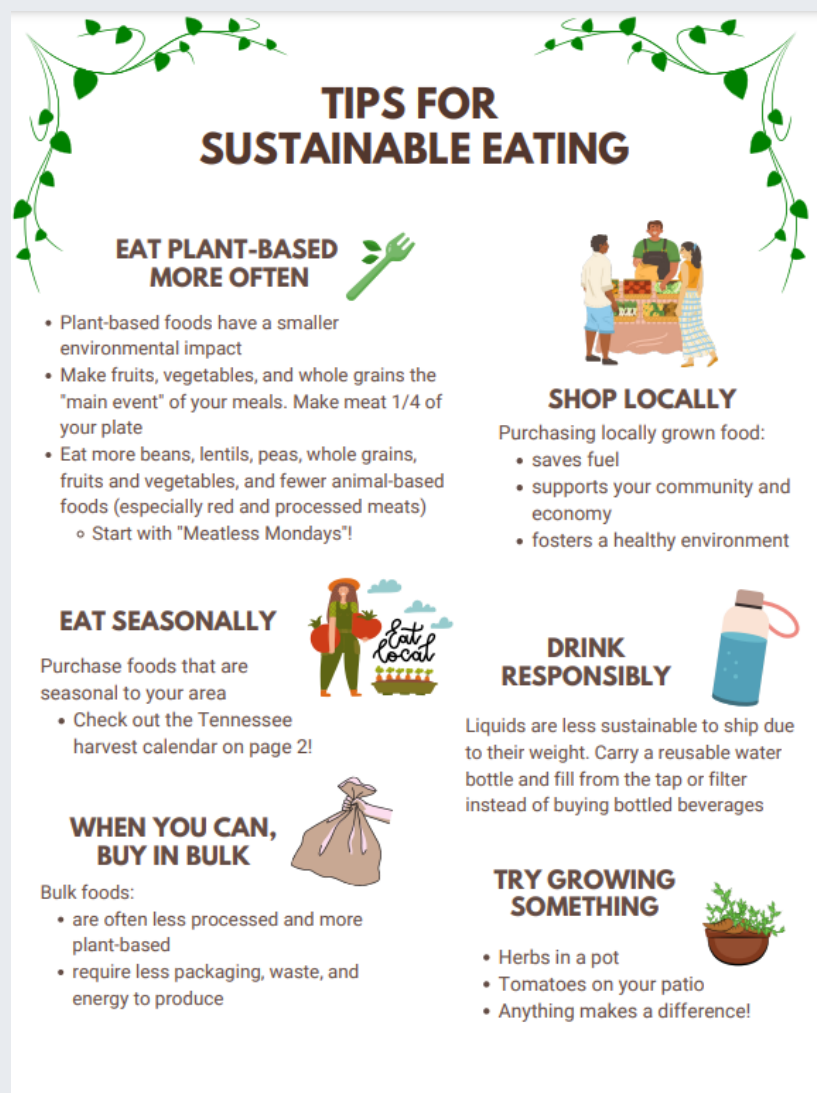 TIPS FOR
SUSTAINABLE EATING
EAT PLANT-BASED
MORE OFTEN
• Plant-based foods have a smaller
environmental impact
• Make fruits, vegetables, and whole grains the
"main event" of your meals. Make meat 1/4 of
your plate
• Eat more beans, lentils, peas, whole grains,
fruits and vegetables, and fewer animal-based
foods (especially red and processed meats)
◦ Start with "Meatless Mondays"!
SHOP LOCALLY
Purchasing locally grown food:
• saves fuel
• supports your community and
economy
• fosters a healthy environment
EAT SEASONALLY
Eat
local
Purchase foods that are
seasonal to your area
• Check out the Tennessee
harvest calendar on page 2!
DRINK
RESPONSIBLY
Liquids are less sustainable to ship due
to their weight. Carry a reusable water
bottle and fill from the tap or filter
instead of buying bottled beverages
WHEN YOU CAN,
BUY IN BULK
Bulk foods:
• are often less processed and more
plant-based
• require less packaging, waste, and
energy to produce
TRY GROWING
SOMETHING
• Herbs in a pot
• Tomatoes on your patio
• Anything makes a difference!